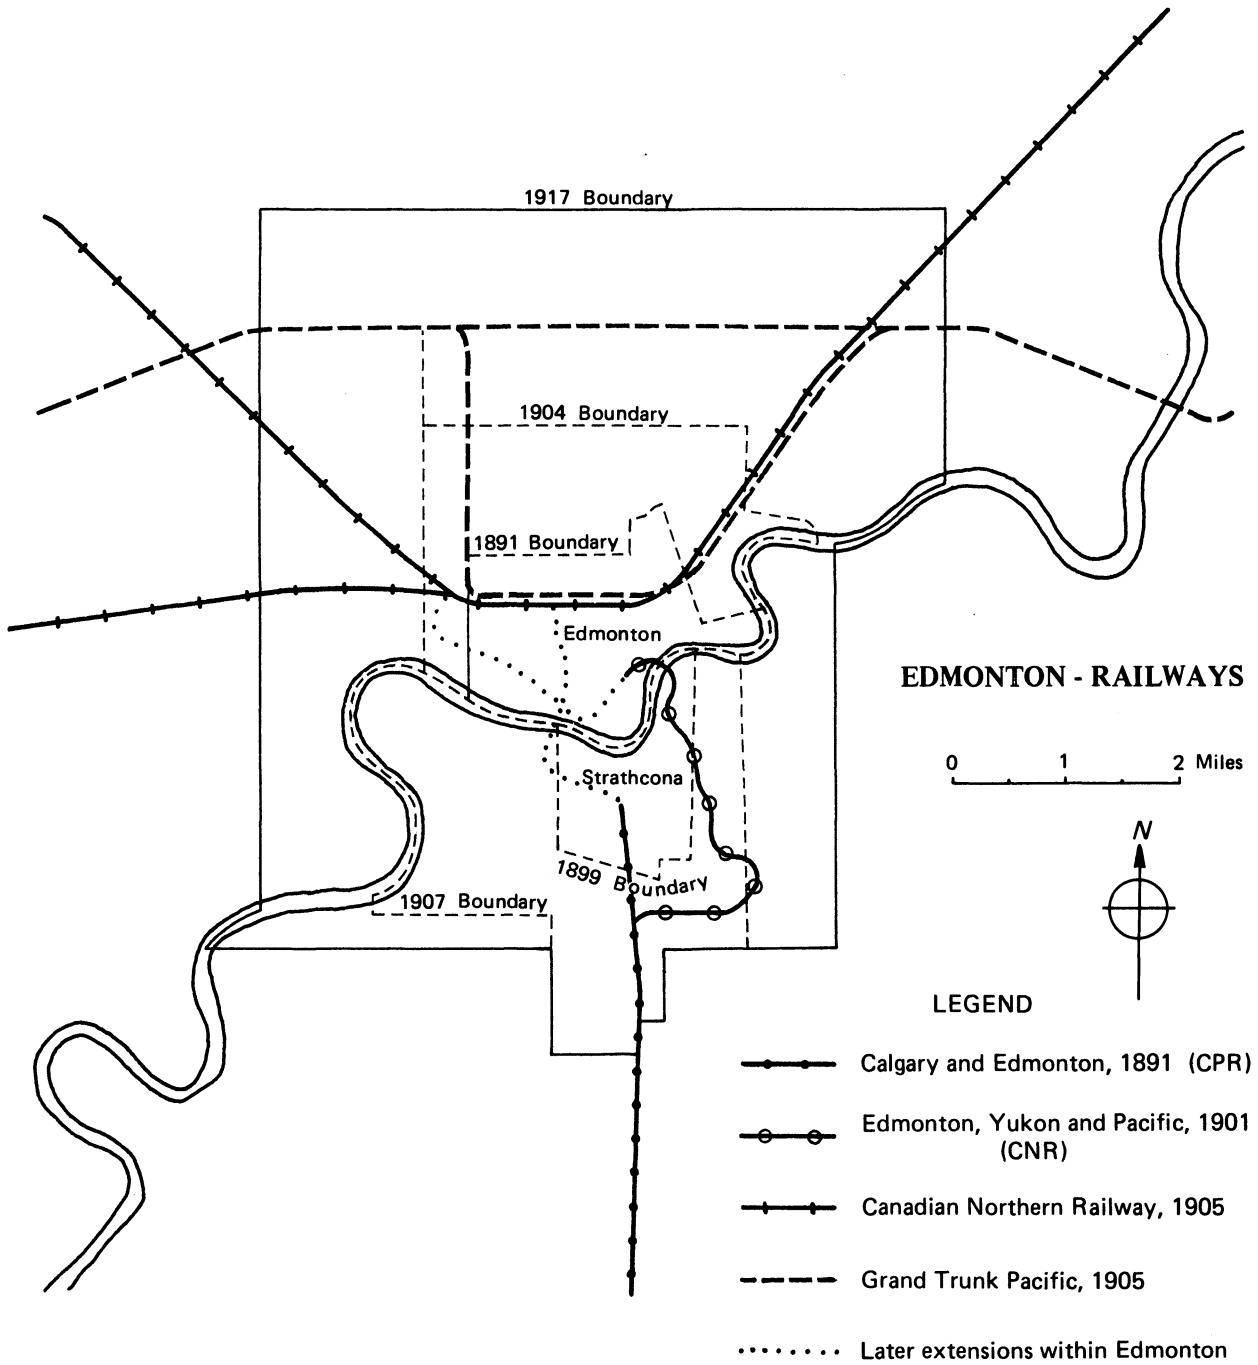 1917 Boundary
1904 Boundary
1891 Boundary
Edmonton
EDMONTON - RAILWAYS
0 1 2 Miles
Strathcona
N
1899 Boundary
1907 Boundary
LEGEND
Calgary and Edmonton, 1891 (CPR)
Edmonton, Yukon and Pacific, 1901
(CNR)
Canadian Northern Railway, 1905
Grand Trunk Pacific, 1905
Later extensions within Edmonton